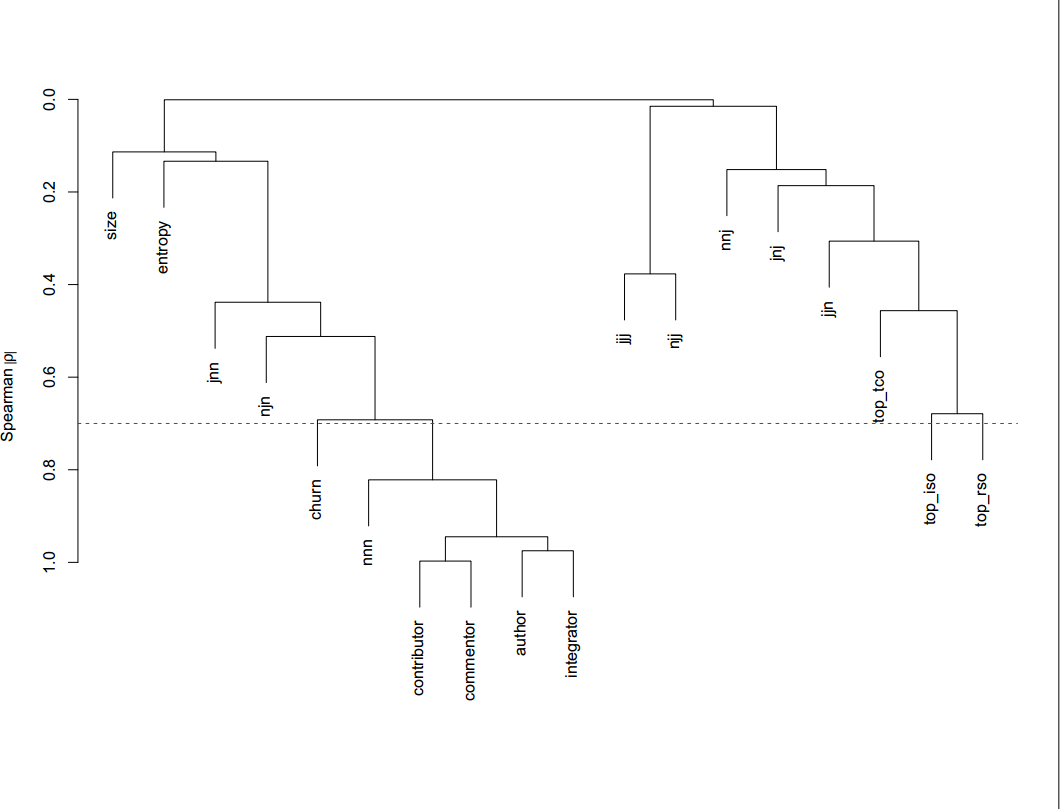 Spearman |ρ|
0.0
0.2
0.4
0.6
0.8
1.0
size
entropy
jnn
njn
churn
nnn
contributor
commentor
author
integrator
jjj
njj
nnj
jnj
jjn
top_tco
top_iso
top_rso